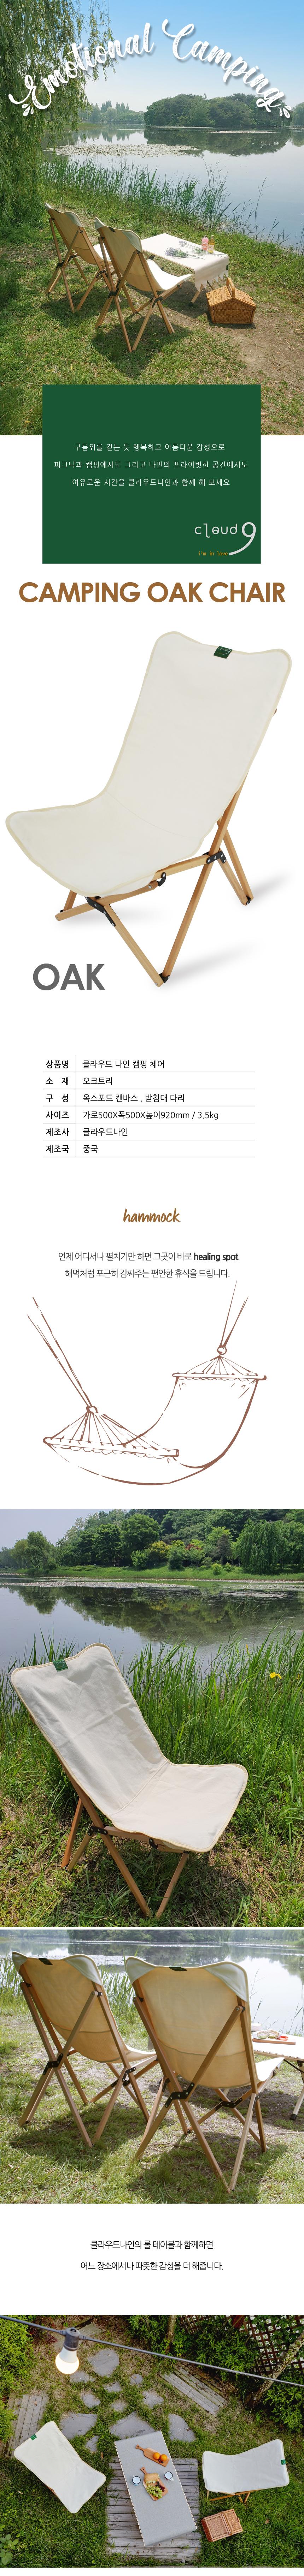 Emotional Camping
구름위를 걷는 듯 행복하고 아름다운 감성으로
피크닉과 캠핑에서도 그리고 나만의 프라이빗한 공간에서도
여유로운 시간을 클라우드나인과 함께 해 보세요
cloud 9
i'm in love
CAMPING OAK CHAIR
OAK
상품명 클라우드 나인 캠핑 체어
소 재 오크트리
구 성 옥스포드 캔바스 , 받침대 다리
사이즈 가로500X폭500X높이920mm / 3.5kg
제조사 클라우드나인
제조국 중국
hammock
언제 어디서나 펼치기만 하면 그곳이 바로 healing spot
해먹처럼 포근히 감싸주는 편안한 휴식을 드립니다.
클라우드나인의 롤 테이블과 함께하면
어느 장소에서나 따뜻한 감성을 더 해줍니다.